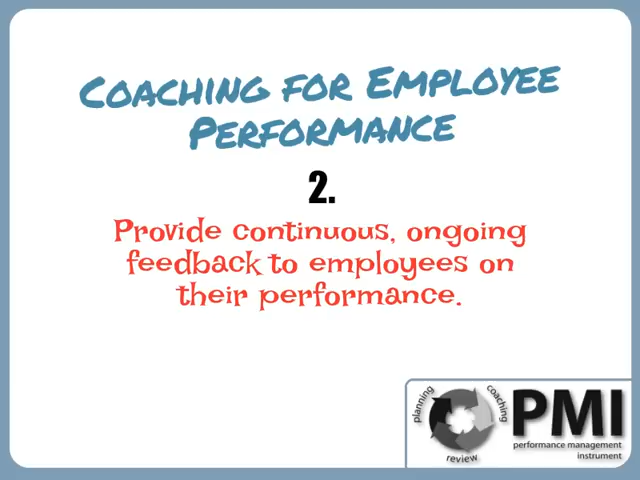 Coaching for Employee
Performance
2.
Provide continuous, ongoing
feedback to employees on
their performance.
planning
coaching
review
PMI
performance management
instrument